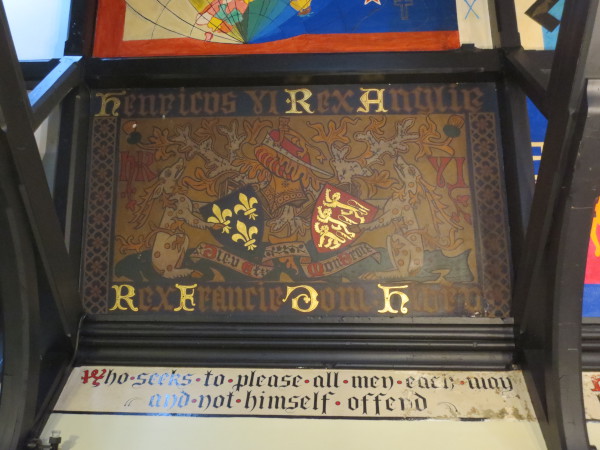 Henricus VI Rex Anglie
VI
Dieu Et Mon
Rex Francie Dom. H
Who·seeks·to·please·all·men·each·way
and·not·himself·offend